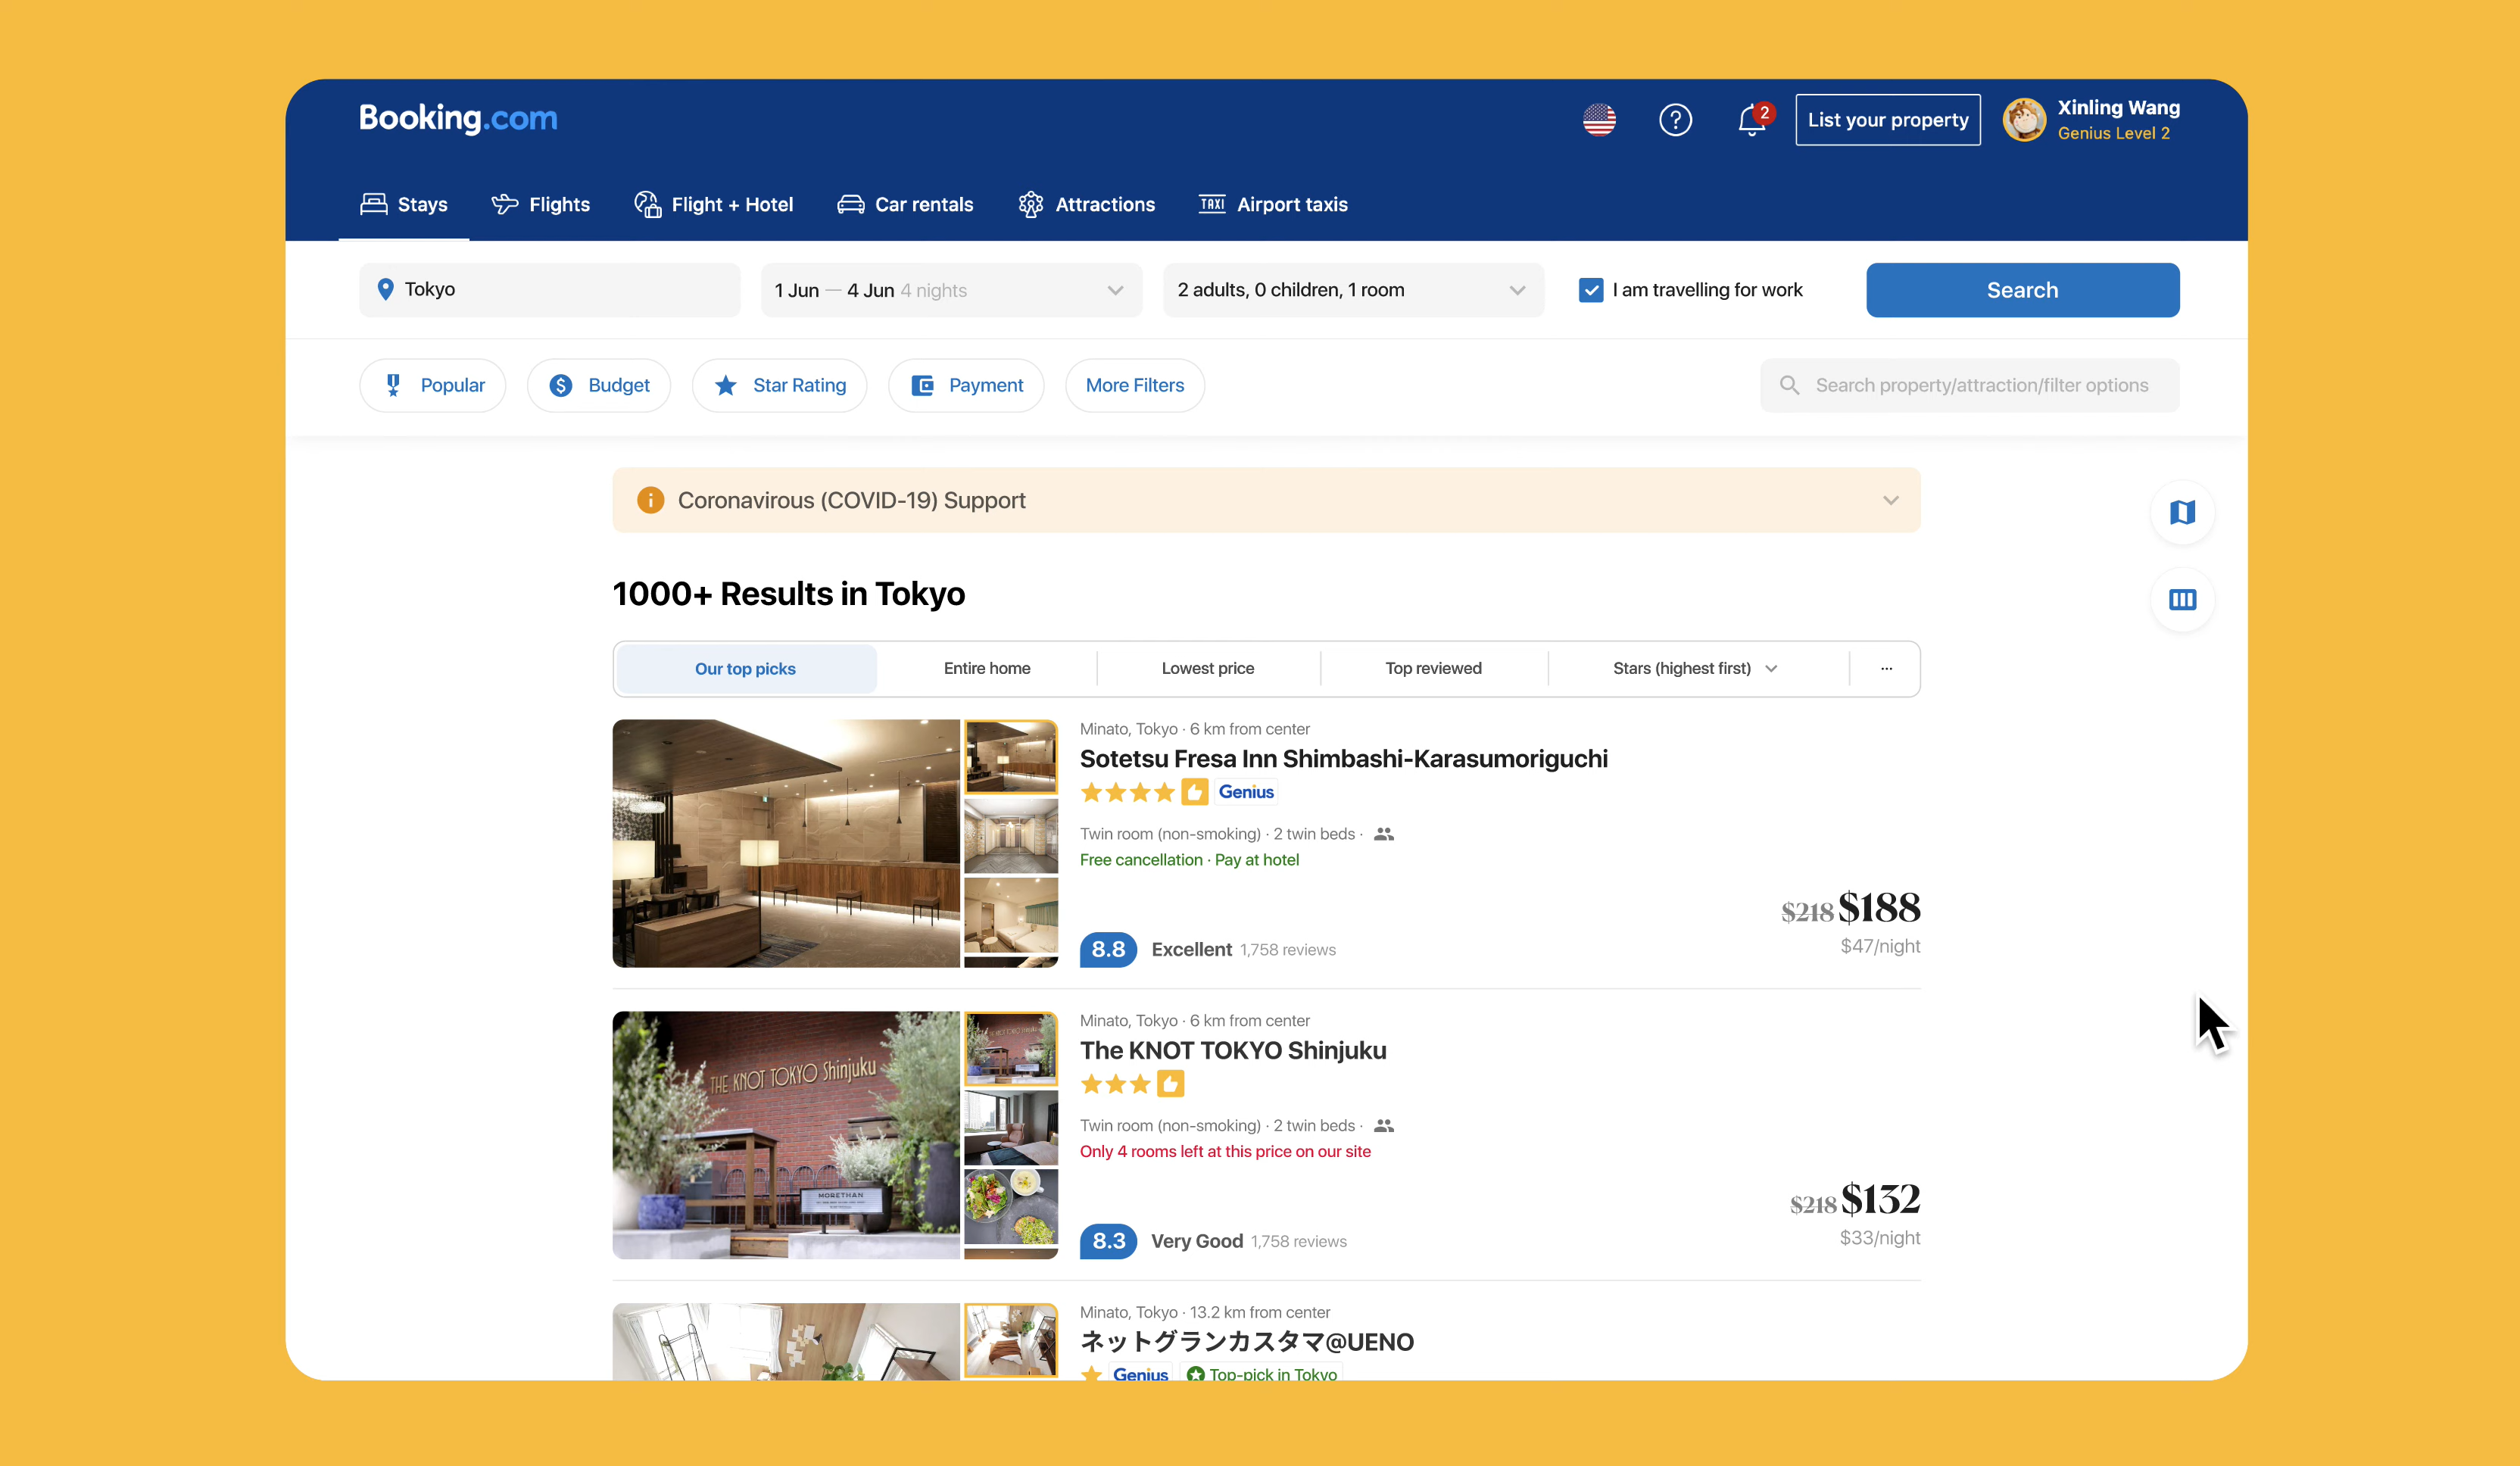 Booking.com
2
List your property
Xinling Wang
Genius Level 2
Stays
Flights
Flight + Hotel
Car rentals
Attractions
TAXI Airport taxis
Tokyo
1 Jun — 4 Jun 4 nights
2 adults, 0 children, 1 room
I am travelling for work
Search
Popular
Budget
Star Rating
Payment
More Filters
Search property/attraction/filter options
Coronavirous (COVID-19) Support
1000+ Results in Tokyo
Our top picks
Entire home
Lowest price
Top reviewed
Stars (highest first)
...
Minato, Tokyo · 6 km from center
Sotetsu Fresa Inn Shimbashi-Karasumoriguchi
Genius
Twin room (non-smoking) · 2 twin beds ·
Free cancellation · Pay at hotel
$218 $188
$47/night
8.8 Excellent 1,758 reviews
THE KNOT TOKYO Shinjuku
MORETHAN
Minato, Tokyo · 6 km from center
The KNOT TOKYO Shinjuku
Twin room (non-smoking) · 2 twin beds ·
Only 4 rooms left at this price on our site
$218 $132
$33/night
8.3 Very Good 1,758 reviews
Minato, Tokyo · 13.2 km from center
ネットグランカスタマ@UENO
Genius
Top-pick in Tokyo